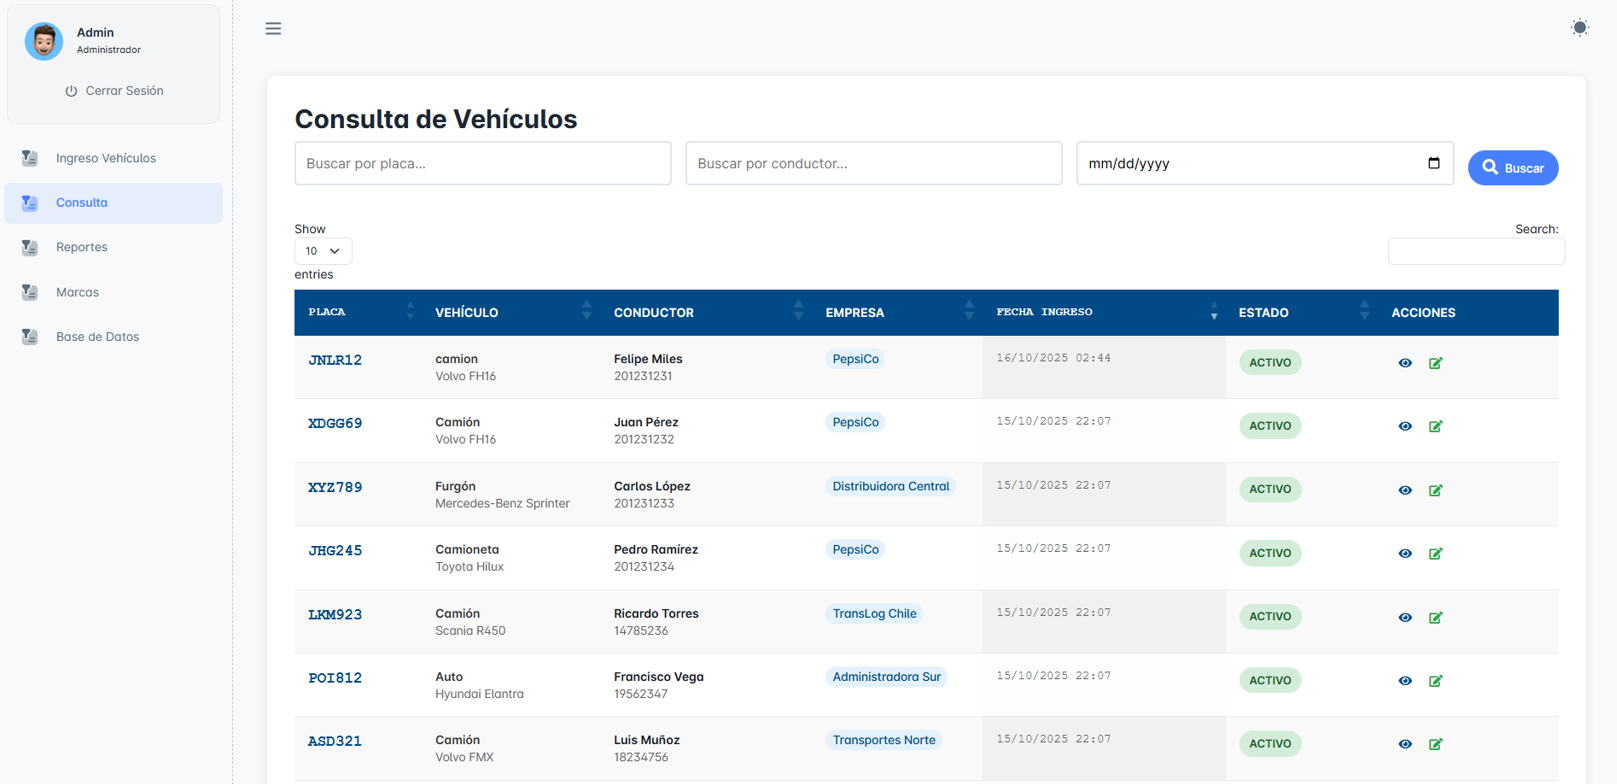 Admin
Administrador
Cerrar Sesión
Ingreso Vehículos
Consulta
Reportes
Marcas
Base de Datos
Consulta de Vehículos
Buscar por placa... Buscar por conductor... mm/dd/yyyy Buscar
Show Search:
10
entries
PLACA VEHÍCULO CONDUCTOR EMPRESA FECHA INGRESO ESTADO ACCIONES
JNLR12 camion Felipe Miles PepsiCo 16/10/2025 02:44 ACTIVO
Volvo FH16 201231231
XDGG69 Camión Juan Pérez PepsiCo 15/10/2025 22:07 ACTIVO
Volvo FH16 201231232
XYZ789 Furgón Carlos López Distribuidora Central 15/10/2025 22:07 ACTIVO
Mercedes-Benz Sprinter 201231233
JHG245 Camioneta Pedro Ramírez PepsiCo 15/10/2025 22:07 ACTIVO
Toyota Hilux 201231234
LKM923 Camión Ricardo Torres TransLog Chile 15/10/2025 22:07 ACTIVO
Scania R450 14785236
POI812 Auto Francisco Vega Administradora Sur 15/10/2025 22:07 ACTIVO
Hyundai Elantra 19562347
ASD321 Camión Luis Muñoz Transportes Norte 15/10/2025 22:07 ACTIVO
Volvo FMX 18234756